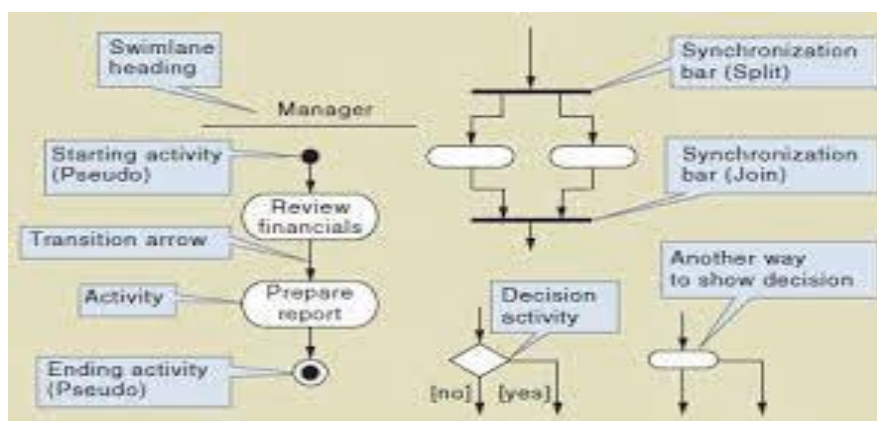 Swimlane
heading
Manager
Starting activity
(Pseudo)
Review
financials
Transition arrow
Activity
Prepare
report
Ending activity
(Pseudo)
Synchronization
bar (Split)
Synchronization
bar (Join)
Decision
activity
[no] [yes]
Another way
to show decision